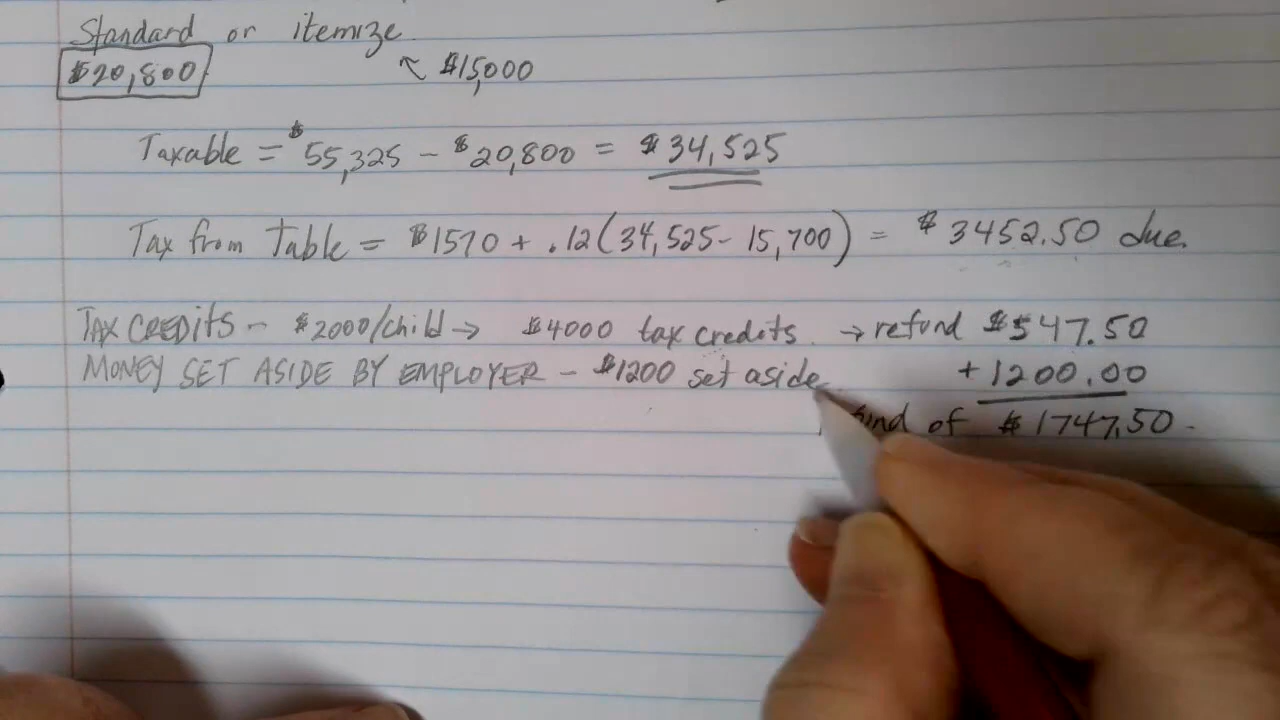 Standard or itemize
$20,800 ↖ $15,000
Taxable = $55,325 - $20,800 = $34,525
Tax from table = $1570 + .12(34,525 - 15,700) = $3452.50 due.
TAX CREDITS - $2000/child → $4000 tax credits. → refund $547.50
MONEY SET ASIDE BY EMPLOYER - $1200 set aside + 1200.00
of $1747.50.